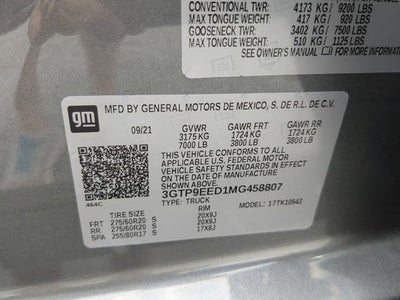 CONVENTIONAL TWR: 4173 KG / 9200 LBS
MAX TONGUE WEIGHT: 417 KG / 920 LBS
GOOSENECK TWR: 3402 KG / 7500 LBS
MAX TONGUE WEIGHT: 510 KG / 1125 LBS
SEE OWNER'S MANUAL FOR
gm
MFD BY GENERAL MOTORS DE MEXICO, S. DE R.L. DE C.V.
09/21 GVWR GAWR FRT GAWR RR
3175 KG 1724 KG 1724 KG
7000 LB 3800 LB 3800 LB
THIS VEHICLE CONFORMS TO ALL
APPLICABLE U.S. FEDERAL MOTOR
VEHICLE SAFETY STANDARDS IN
EFFECT ON THE DATE OF
MANUFACTURE SHOWN ABOVE.
3GTP9EED1MG458807
TYPE: TRUCK 17TK10543
454C TIRE SIZE RIM
FRT 275/60R20 S 20X9J
RR 275/60R20 S 20X9J
SPA 255/80R17 S 17X8J